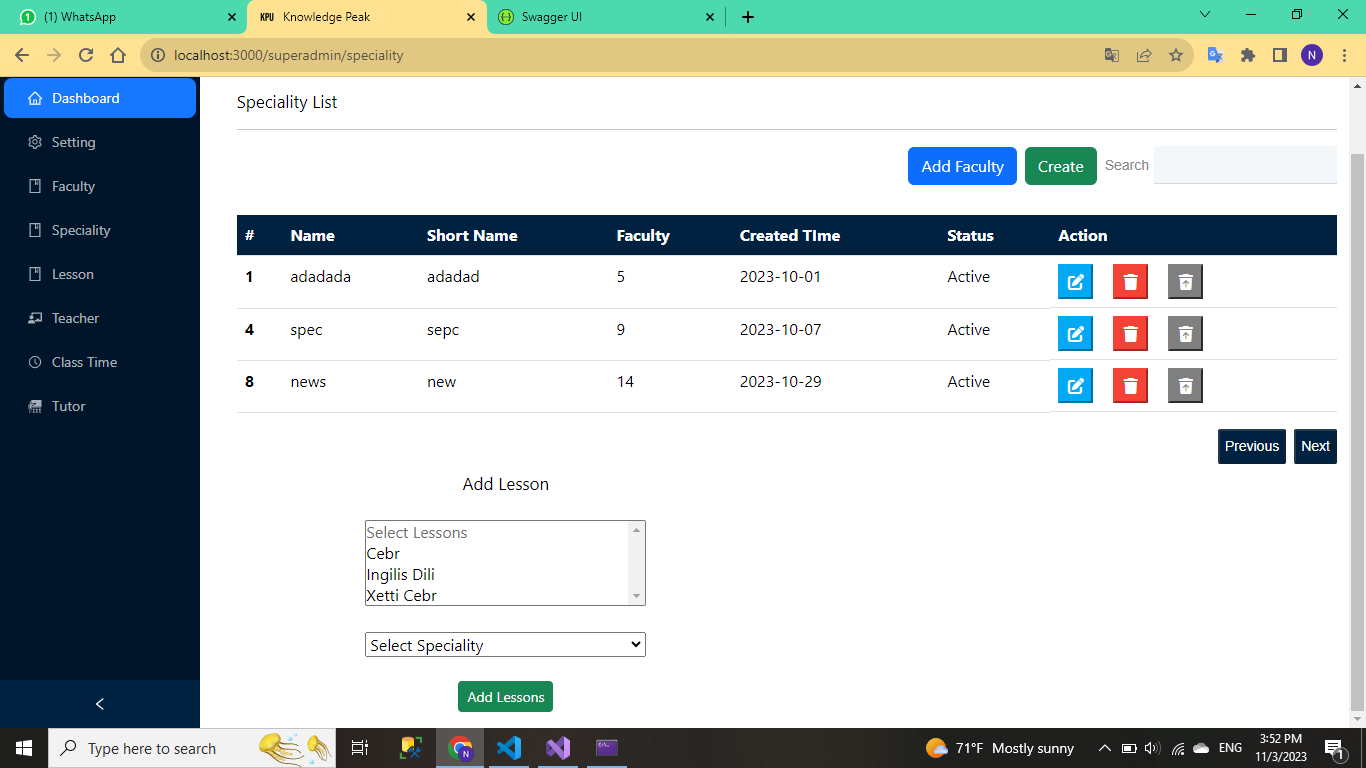 (1) WhatsApp
KPU Knowledge Peak
Swagger UI
localhost:3000/superadmin/speciality
N
Dashboard
Setting
Faculty
Speciality
Lesson
Teacher
Class Time
Tutor
Speciality List
Add Faculty Create Search
# Name Short Name Faculty Created TIme Status Action
1 adadada adadad 5 2023-10-01 Active
4 spec sepc 9 2023-10-07 Active
8 news new 14 2023-10-29 Active
Previous Next
Add Lesson
Select Lessons
Cebr
Ingilis Dili
Xetti Cebr
Select Speciality
Add Lessons
Type here to search
N
71°F Mostly sunny
ENG
3:52 PM
11/3/2023
1